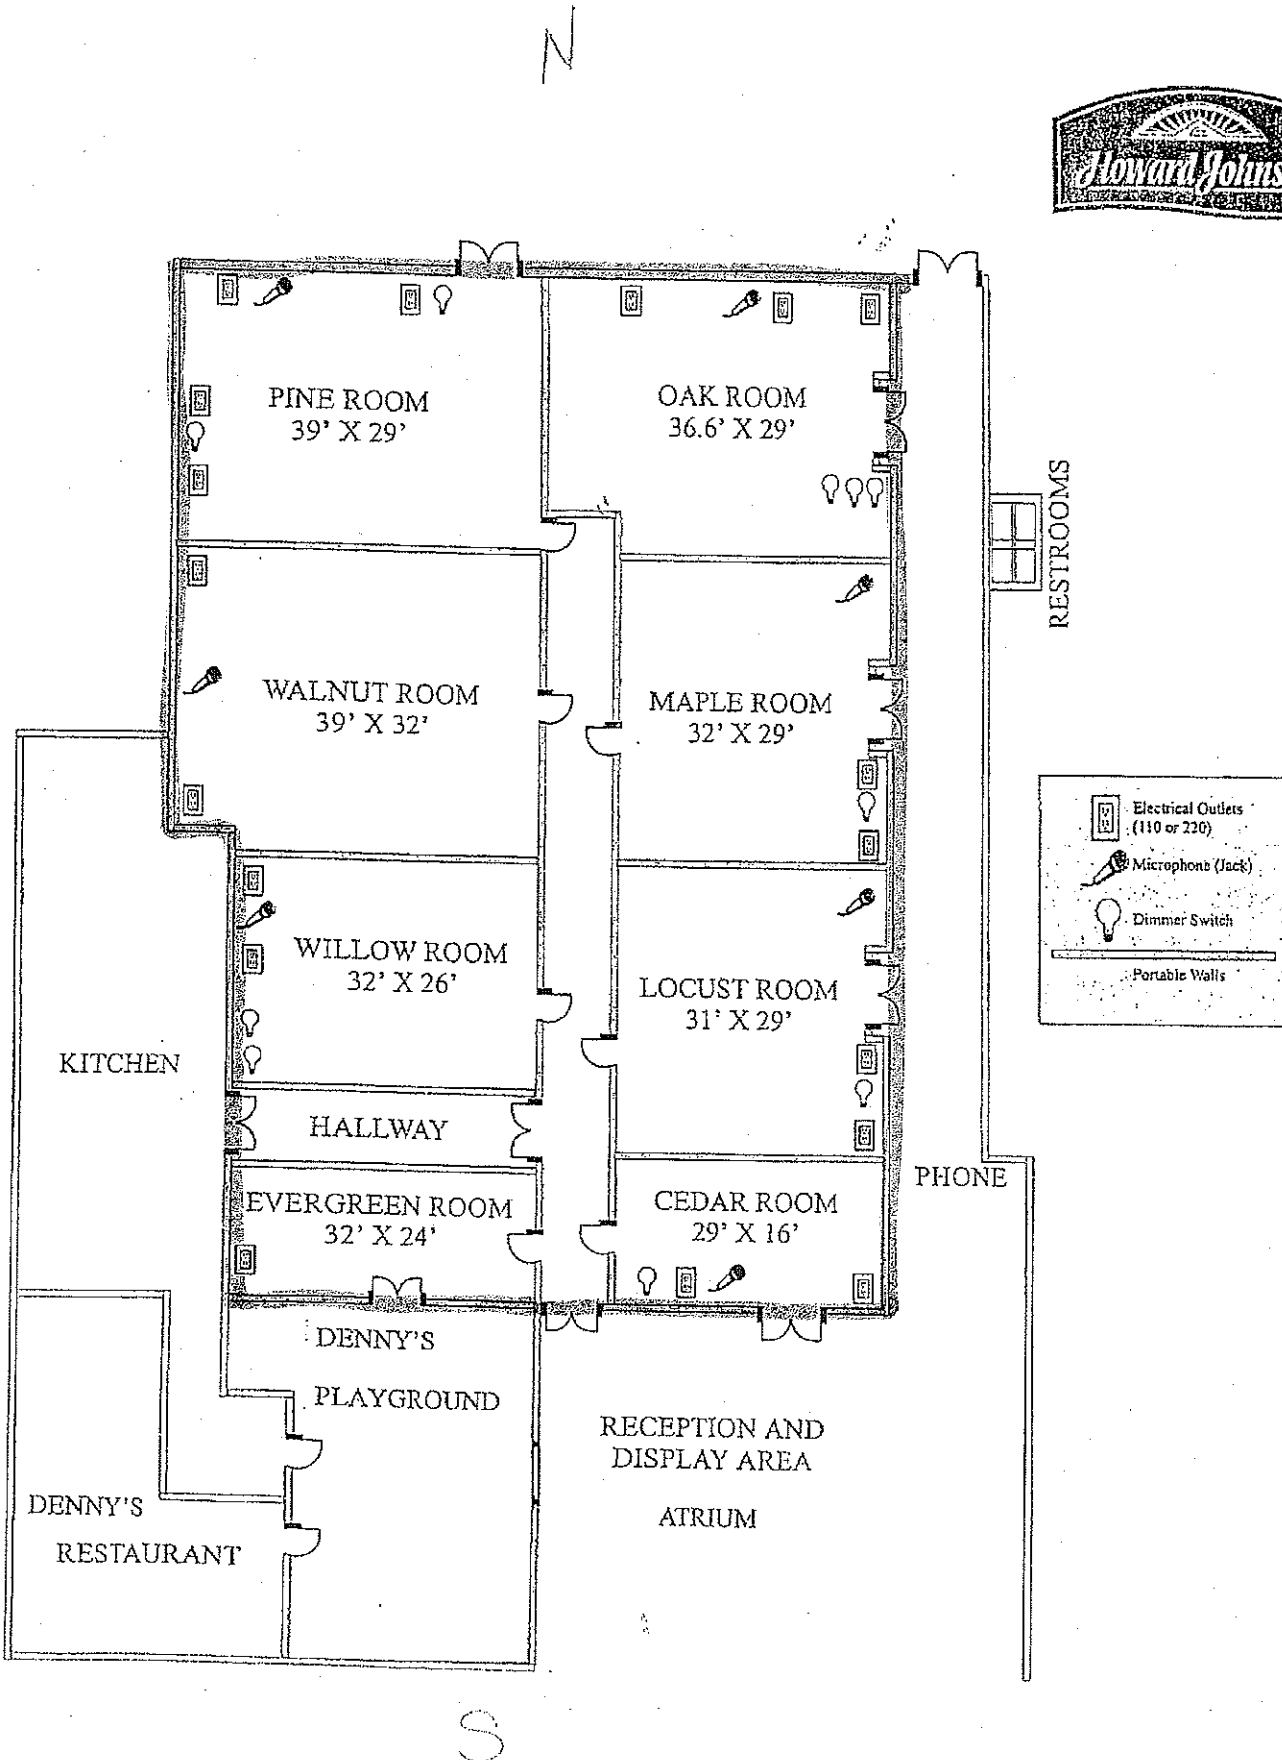 N
Howard Johns
PINE ROOM
39' X 29'
OAK ROOM
36.6' X 29'
RESTROOMS
WALNUT ROOM
39' X 32'
MAPLE ROOM
32' X 29'
Electrical Outlets
(110 or 220)
Microphone (Jack)
Dimmer Switch
Portable Walls
WILLOW ROOM
32' X 26'
LOCUST ROOM
31' X 29'
KITCHEN
HALLWAY
PHONE
EVERGREEN ROOM
32' X 24'
CEDAR ROOM
29' X 16'
DENNY'S
PLAYGROUND
RECEPTION AND
DISPLAY AREA
ATRIUM
DENNY'S
RESTAURANT
S